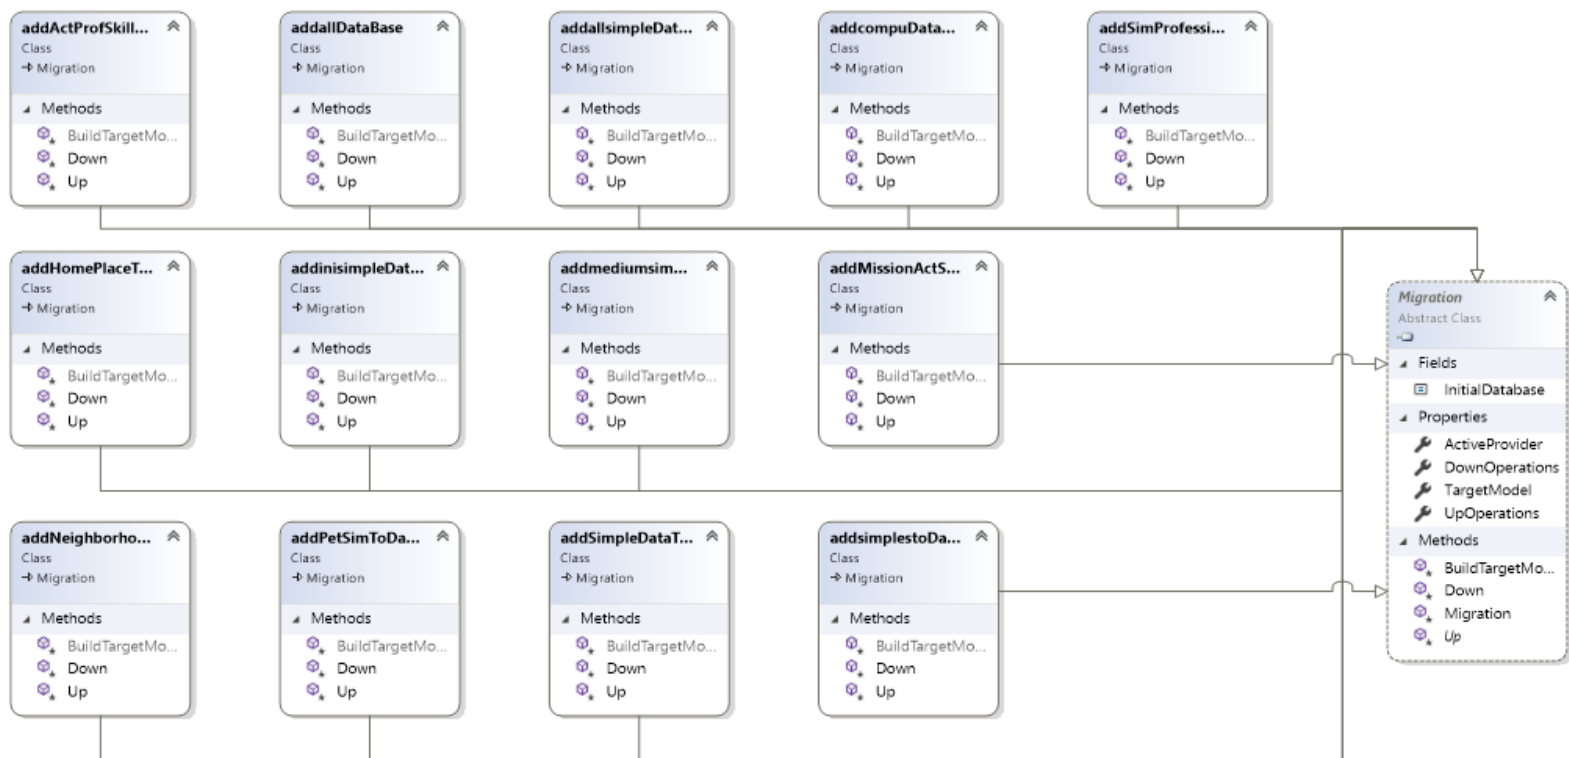 addActProfSkill...
Class
Migration
Methods
BuildTargetMo...
Down
Up
addallDataBase
Class
Migration
Methods
BuildTargetMo...
Down
Up
addallsimpleDat...
Class
Migration
Methods
BuildTargetMo...
Down
Up
addcompuData...
Class
Migration
Methods
BuildTargetMo...
Down
Up
addSimProfessi...
Class
Migration
Methods
BuildTargetMo...
Down
Up
addHomePlaceT...
Class
Migration
Methods
BuildTargetMo...
Down
Up
addinisimpleDat...
Class
Migration
Methods
BuildTargetMo...
Down
Up
addmediumsim...
Class
Migration
Methods
BuildTargetMo...
Down
Up
addMissionActS...
Class
Migration
Methods
BuildTargetMo...
Down
Up
Migration
Abstract Class
Fields
InitialDatabase
Properties
ActiveProvider
DownOperations
TargetModel
UpOperations
Methods
BuildTargetMo...
Down
Migration
Up
addNeighborho...
Class
Migration
Methods
BuildTargetMo...
Down
Up
addPetSimToDa...
Class
Migration
Methods
BuildTargetMo...
Down
Up
addSimpleDataT...
Class
Migration
Methods
BuildTargetMo...
Down
Up
addsimplestoDa...
Class
Migration
Methods
BuildTargetMo...
Down
Up